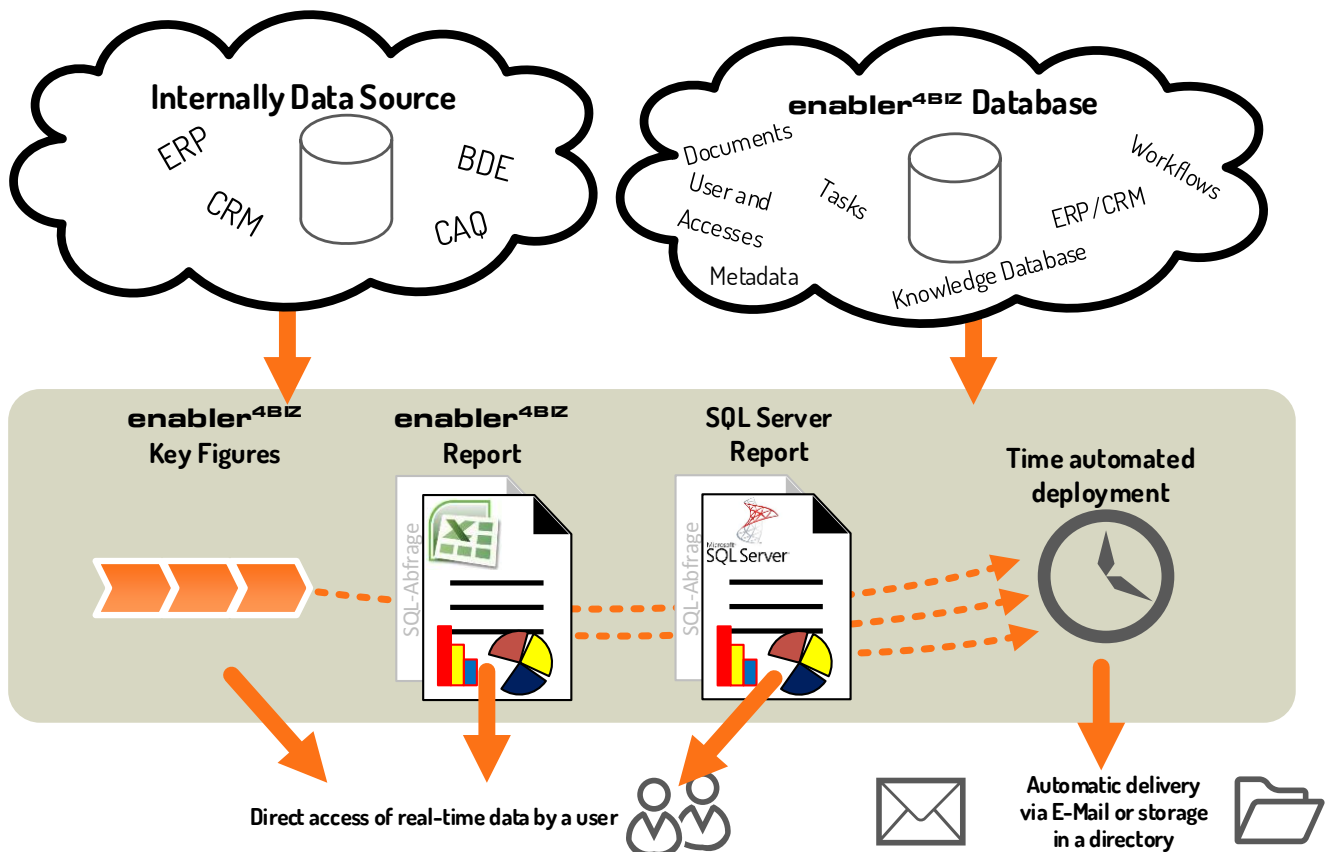 Internally Data Source
ERP
BDE
CRM
CAQ
enabler4BIZ Database
Documents
Workflows
User and
Accesses
Tasks
ERP/CRM
Metadata
Knowledge Database
enabler4BIZ
Key Figures
enabler4BIZ
Report
SQL-Abfrage
SQL Server
Report
SQL-Abfrage
Microsoft
SQL Server
Time automated
deployment
Direct access of real-time data by a user
Automatic delivery
via E-Mail or storage
in a directory